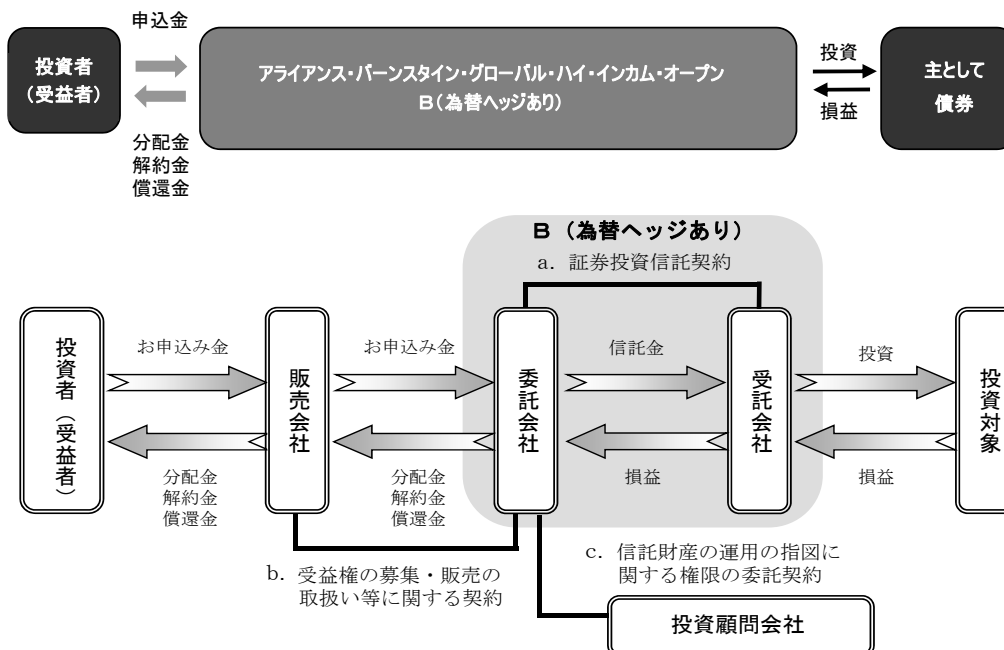 申込金
投資者
(受益者)
アライアンス・バーンスタイン・グローバル・ハイ・インカム・オープン
B(為替ヘッジあり)
投資
損益
主として
債券
分配金
解約金
償還金
B（為替ヘッジあり）
a．証券投資信託契約
投資者（受益者）
お申込み金
販売会社
お申込み金
委託会社
信託金
受託会社
投資
投資対象
分配金
解約金
償還金
分配金
解約金
償還金
損益
損益
b．受益権の募集・販売の
取扱い等に関する契約
c．信託財産の運用の指図に
関する権限の委託契約
投資顧問会社